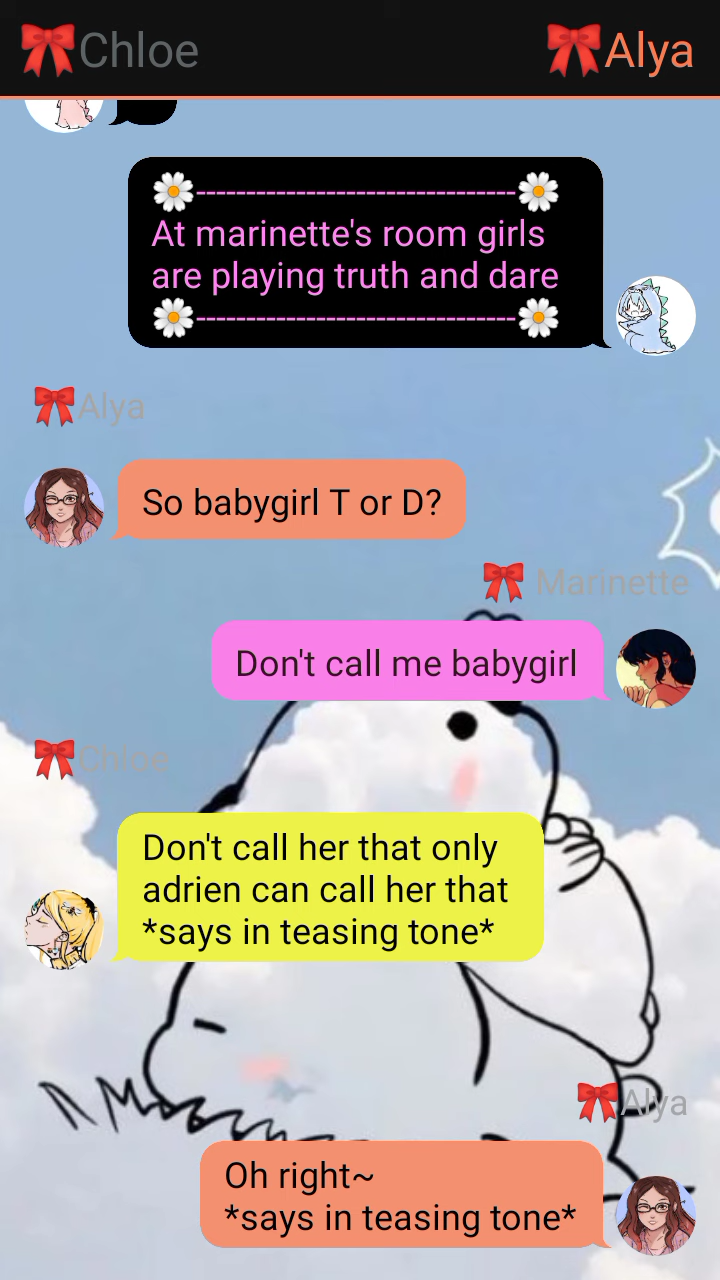 🎀Chloe
🎀Alya
🌼--------------------------------🌼
At marinette's room girls
are playing truth and dare
🌼--------------------------------🌼
🎀Alya
So babygirl T or D?
🎀 Marinette
Don't call me babygirl
🎀Chloe
Don't call her that only
adrien can call her that
*says in teasing tone*
🎀Alya
Oh right~
*says in teasing tone*